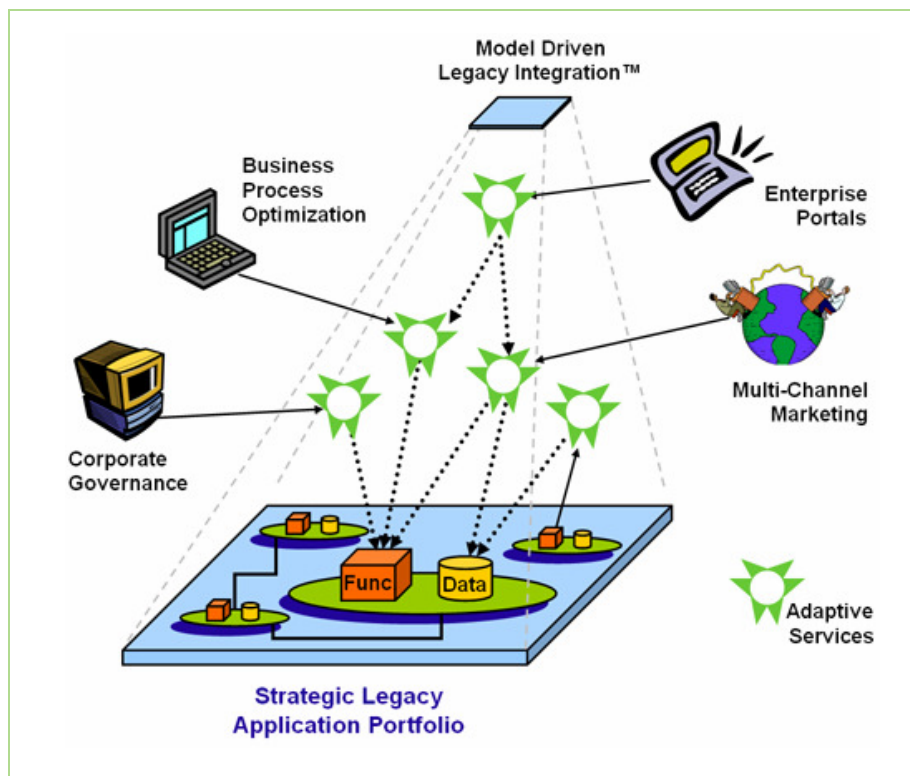 Model Driven
Legacy Integration™
Business
Process
Optimization
Enterprise
Portals
Multi-Channel
Marketing
Corporate
Governance
Func
Data
Adaptive
Services
Strategic Legacy
Application Portfolio